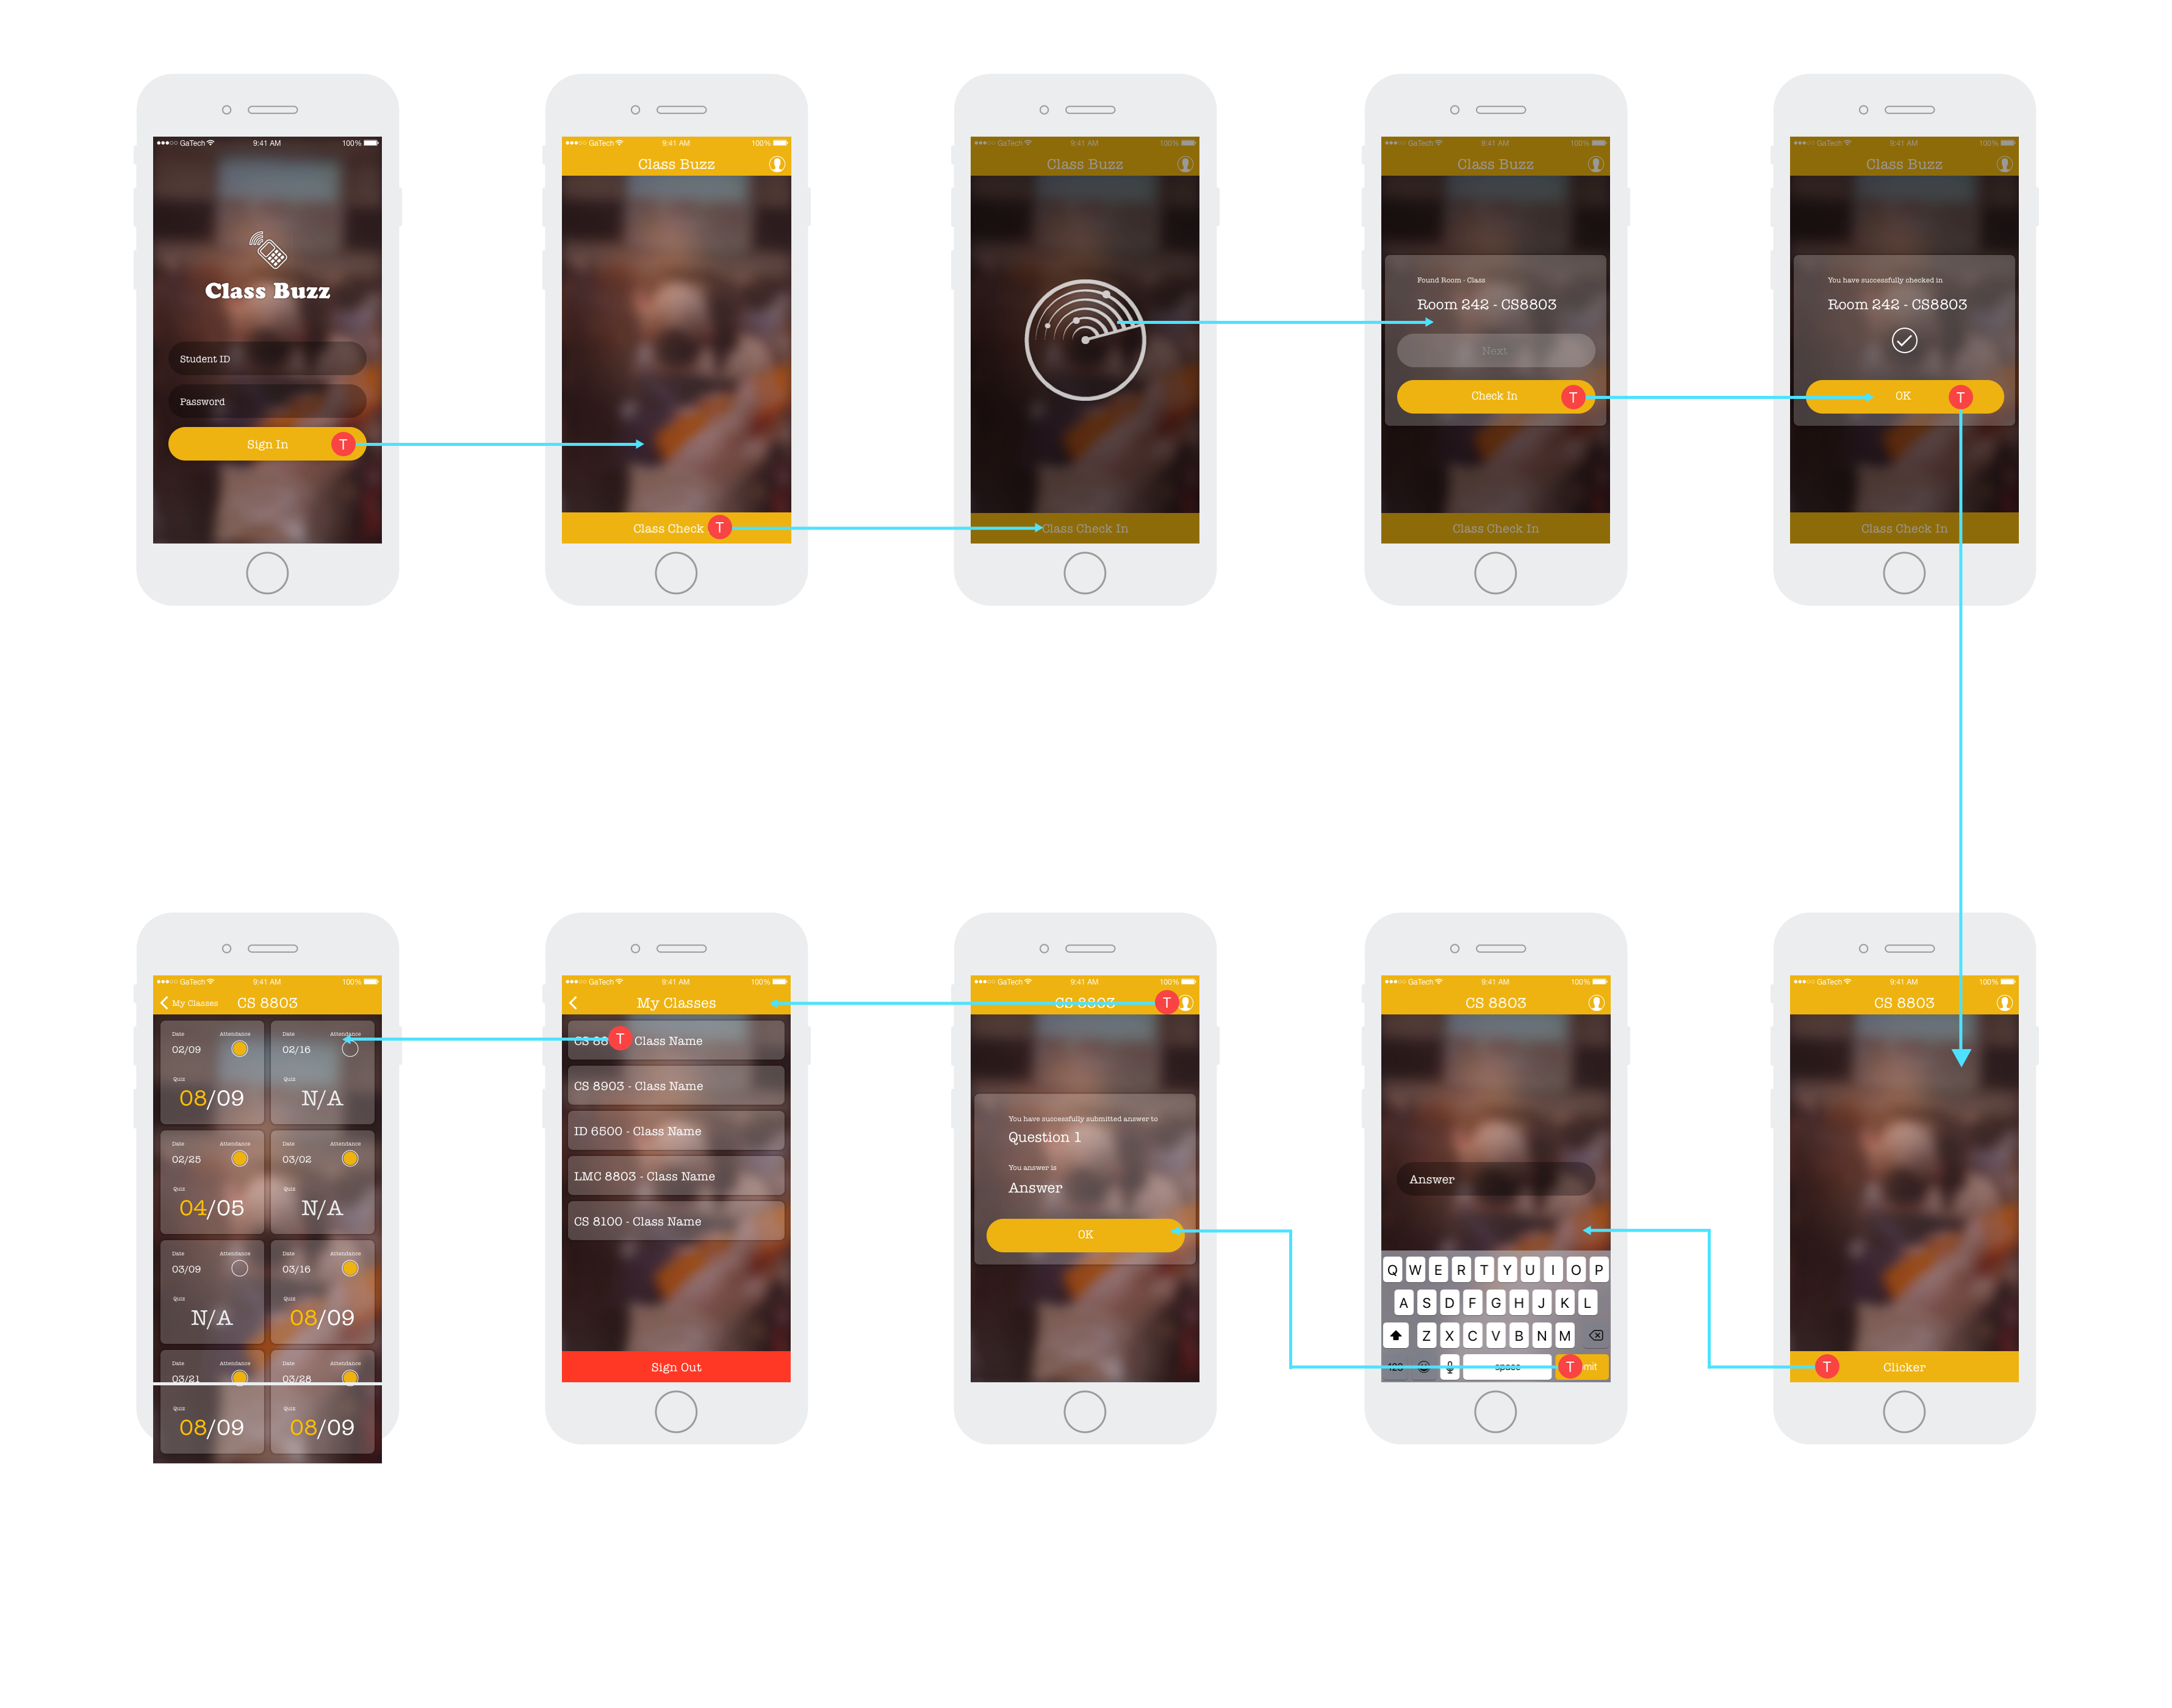 GaTech 9:41 AM 100%
Class Buzz
Student ID
Password
Sign In T
GaTech 9:41 AM 100%
Class Buzz
Class Check T
GaTech 9:41 AM 100%
Class Buzz
Class Check In
GaTech 9:41 AM 100%
Class Buzz
Found Room - Class
Room 242 - CS8803
Next
Check In T
Class Check In
GaTech 9:41 AM 100%
Class Buzz
You have successfully checked in
Room 242 - CS8803
OK T
Class Check In
GaTech 9:41 AM 100%
My Classes CS 8803
Date Attendance Date Attendance
02/09 02/16
Quiz Quiz
08/09 N/A
Date Attendance Date Attendance
02/25 03/02
Quiz Quiz
04/05 N/A
Date Attendance Date Attendance
03/09 03/16
Quiz Quiz
N/A 08/09
Date Attendance Date Attendance
03/21 03/28
Quiz Quiz
08/09 08/09
GaTech 9:41 AM 100%
My Classes
CS 88 T Class Name
CS 8903 - Class Name
ID 6500 - Class Name
LMC 8803 - Class Name
CS 8100 - Class Name
Sign Out
GaTech 9:41 AM 100%
CS 8803 T
You have successfully submitted answer to
Question 1
You answer is
Answer
OK
GaTech 9:41 AM 100%
CS 8803
Answer
Q W E R T Y U I O P
A S D F G H J K L
Z X C V B N M
123 space T mit
GaTech 9:41 AM 100%
CS 8803
T Clicker